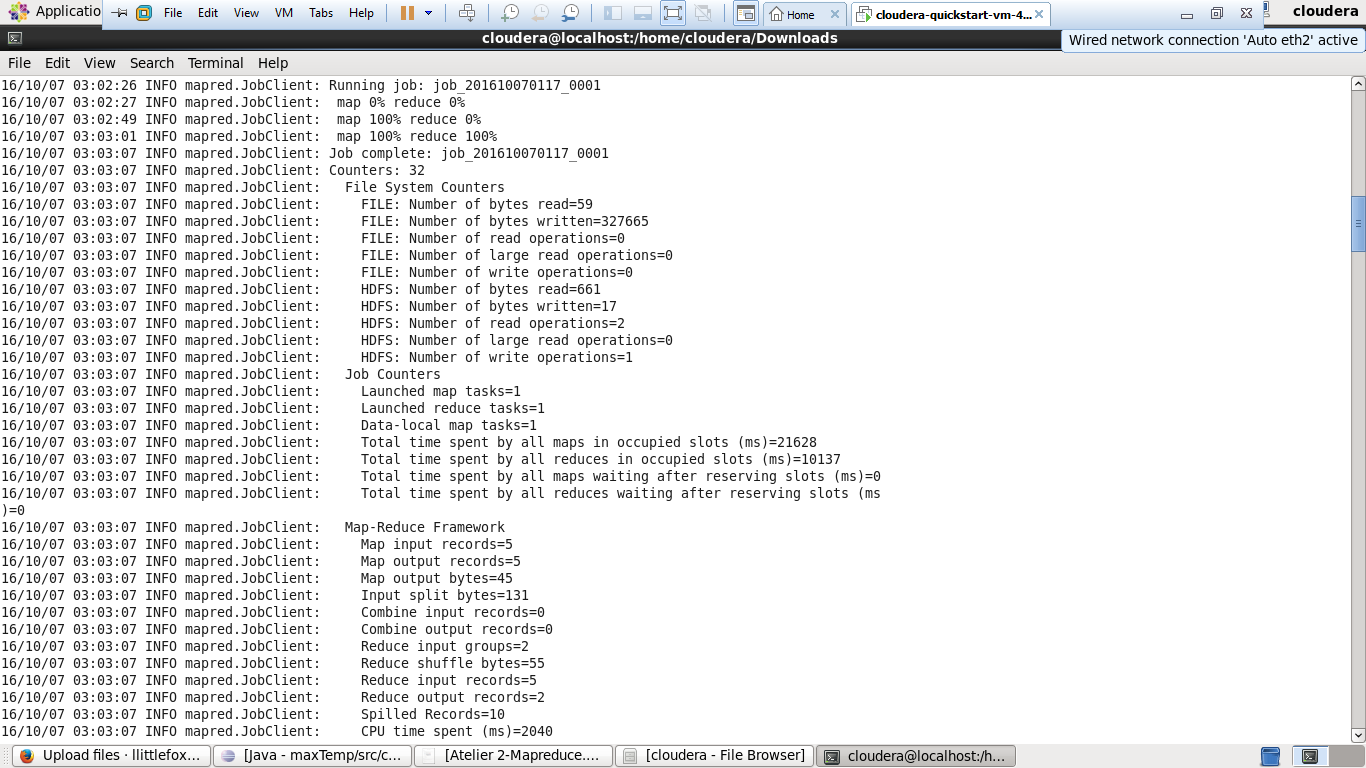 Applicatio File Edit View VM Tabs Help Home cloudera-quickstart-vm-4... cloudera
cloudera@localhost:/home/cloudera/Downloads
Wired network connection 'Auto eth2' active
File Edit View Search Terminal Help
16/10/07 03:02:26 INFO mapred.JobClient: Running job: job_201610070117_0001
16/10/07 03:02:27 INFO mapred.JobClient:  map 0% reduce 0%
16/10/07 03:02:49 INFO mapred.JobClient:  map 100% reduce 0%
16/10/07 03:03:01 INFO mapred.JobClient:  map 100% reduce 100%
16/10/07 03:03:07 INFO mapred.JobClient: Job complete: job_201610070117_0001
16/10/07 03:03:07 INFO mapred.JobClient: Counters: 32
16/10/07 03:03:07 INFO mapred.JobClient:   File System Counters
16/10/07 03:03:07 INFO mapred.JobClient:     FILE: Number of bytes read=59
16/10/07 03:03:07 INFO mapred.JobClient:     FILE: Number of bytes written=327665
16/10/07 03:03:07 INFO mapred.JobClient:     FILE: Number of read operations=0
16/10/07 03:03:07 INFO mapred.JobClient:     FILE: Number of large read operations=0
16/10/07 03:03:07 INFO mapred.JobClient:     FILE: Number of write operations=0
16/10/07 03:03:07 INFO mapred.JobClient:     HDFS: Number of bytes read=661
16/10/07 03:03:07 INFO mapred.JobClient:     HDFS: Number of bytes written=17
16/10/07 03:03:07 INFO mapred.JobClient:     HDFS: Number of read operations=2
16/10/07 03:03:07 INFO mapred.JobClient:     HDFS: Number of large read operations=0
16/10/07 03:03:07 INFO mapred.JobClient:     HDFS: Number of write operations=1
16/10/07 03:03:07 INFO mapred.JobClient:   Job Counters
16/10/07 03:03:07 INFO mapred.JobClient:     Launched map tasks=1
16/10/07 03:03:07 INFO mapred.JobClient:     Launched reduce tasks=1
16/10/07 03:03:07 INFO mapred.JobClient:     Data-local map tasks=1
16/10/07 03:03:07 INFO mapred.JobClient:     Total time spent by all maps in occupied slots (ms)=21628
16/10/07 03:03:07 INFO mapred.JobClient:     Total time spent by all reduces in occupied slots (ms)=10137
16/10/07 03:03:07 INFO mapred.JobClient:     Total time spent by all maps waiting after reserving slots (ms)=0
16/10/07 03:03:07 INFO mapred.JobClient:     Total time spent by all reduces waiting after reserving slots (ms
)=0
16/10/07 03:03:07 INFO mapred.JobClient:   Map-Reduce Framework
16/10/07 03:03:07 INFO mapred.JobClient:     Map input records=5
16/10/07 03:03:07 INFO mapred.JobClient:     Map output records=5
16/10/07 03:03:07 INFO mapred.JobClient:     Map output bytes=45
16/10/07 03:03:07 INFO mapred.JobClient:     Input split bytes=131
16/10/07 03:03:07 INFO mapred.JobClient:     Combine input records=0
16/10/07 03:03:07 INFO mapred.JobClient:     Combine output records=0
16/10/07 03:03:07 INFO mapred.JobClient:     Reduce input groups=2
16/10/07 03:03:07 INFO mapred.JobClient:     Reduce shuffle bytes=55
16/10/07 03:03:07 INFO mapred.JobClient:     Reduce input records=5
16/10/07 03:03:07 INFO mapred.JobClient:     Reduce output records=2
16/10/07 03:03:07 INFO mapred.JobClient:     Spilled Records=10
16/10/07 03:03:07 INFO mapred.JobClient:     CPU time spent (ms)=2040
Upload files · llittlefox... [Java - maxTemp/src/c... [Atelier 2-Mapreduce.... [cloudera - File Browser] cloudera@localhost:/h...